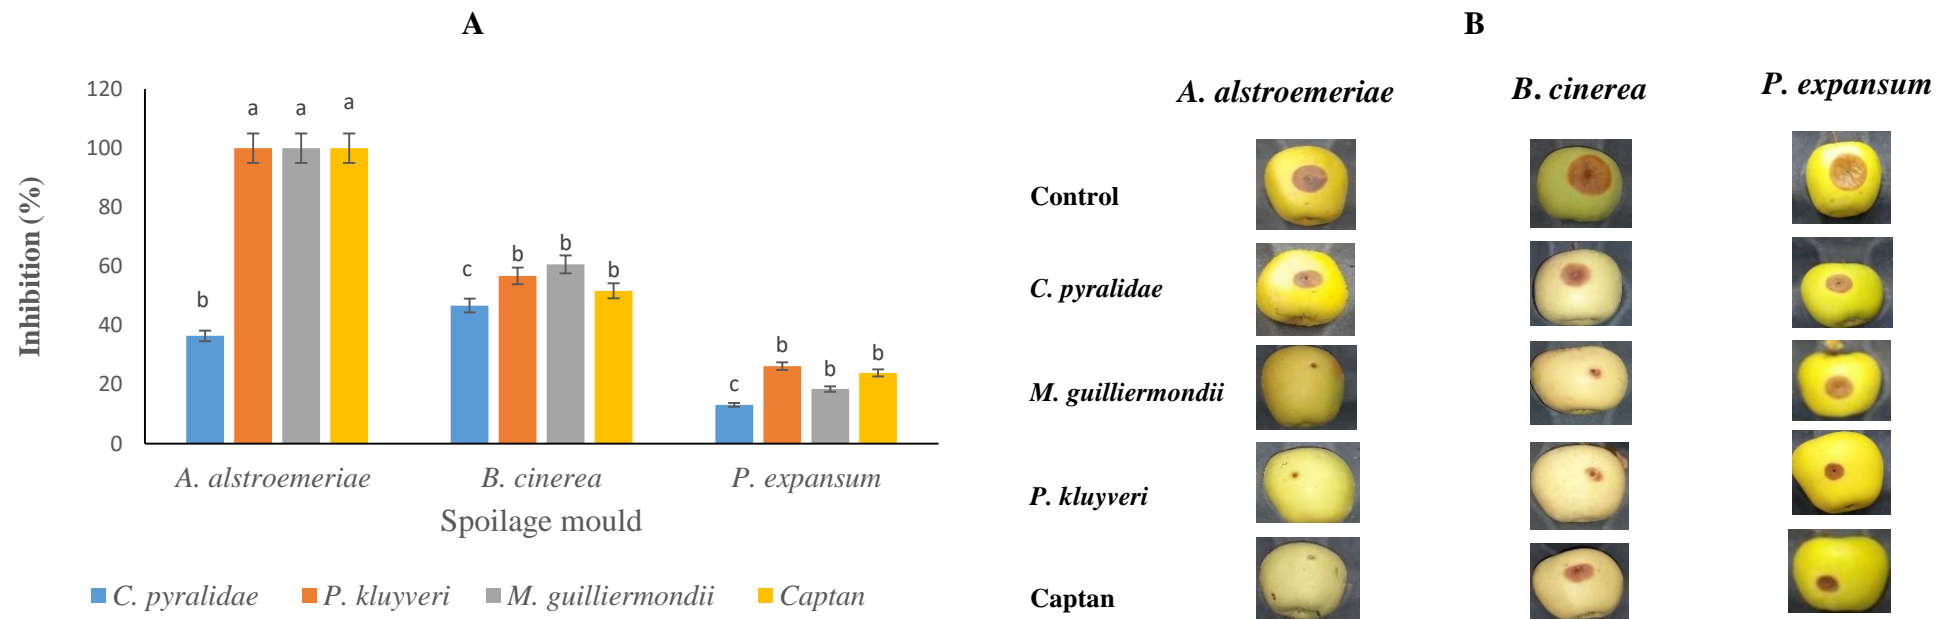 A
120
100
80
60
40
20
0
Inhibition (%)
b a a a
c b b b
c b b b
A. alstroemeriae B. cinerea P. expansum
Spoilage mould
C. pyralidae P. kluyveri M. guilliermondii Captan
B
A. alstroemeriae B. cinerea P. expansum
Control
C. pyralidae
M. guilliermondii
P. kluyveri
Captan